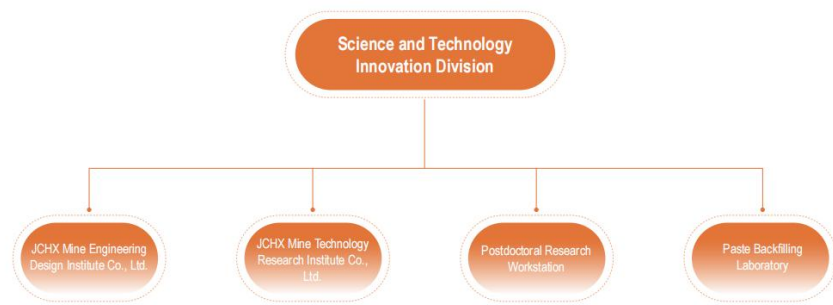 Science and Technology
Innovation Division
JCHX Mine Engineering
Design Institute Co., Ltd.
JCHX Mine Technology
Research Institute Co.,
Ltd.
Postdoctoral Research
Workstation
Paste Backfilling
Laboratory